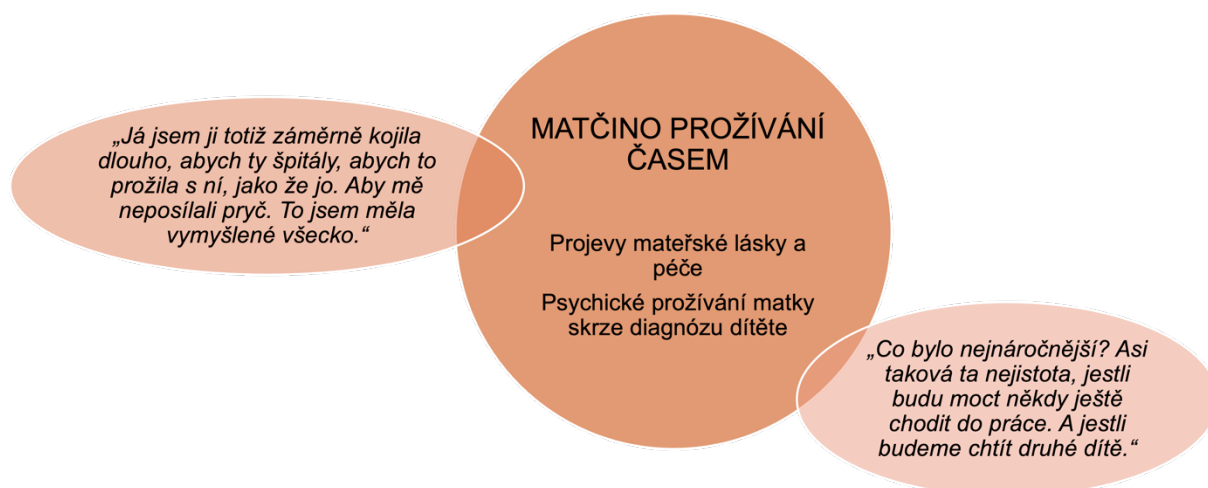 MATČINO PROŽÍVÁNÍ
ČASEM
„Já jsem ji totiž záměrně kojila
dlouho, abych ty špitály, abych to
prožila s ní, jako že jo. Aby mě
neposílali pryč. To jsem měla
vymyšlené všecko.“
Projevy mateřské lásky a
péče
Psychické prožívání matky
skrze diagnózu dítěte
„Co bylo nejnáročnější? Asi
taková ta nejistota, jestli
budu moct někdy ještě
chodit do práce. A jestli
budeme chtít druhé dítě.“